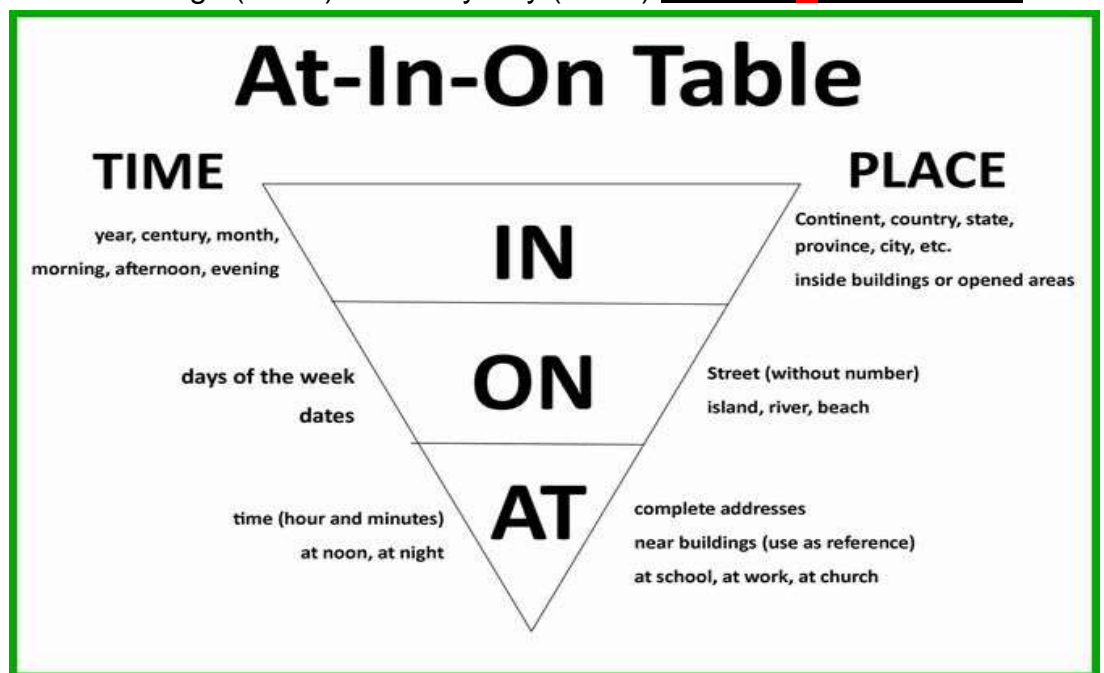 At-In-On Table
TIME
PLACE
year, century, month,
morning, afternoon, evening
IN
Continent, country, state,
province, city, etc.
inside buildings or opened areas
days of the week
dates
ON
Street (without number)
island, river, beach
time (hour and minutes)
at noon, at night
AT
complete addresses
near buildings (use as reference)
at school, at work, at church